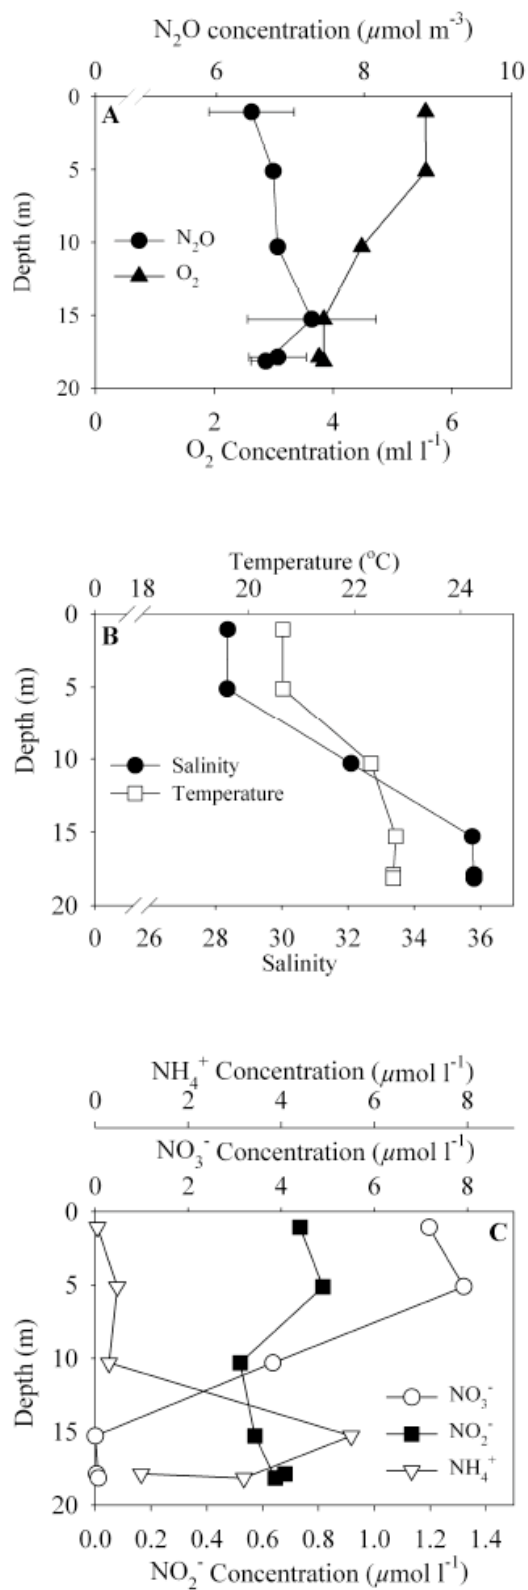 N₂O concentration (µmol m⁻³)
0 6 8 10
0
A
5
Depth (m)
N₂O
10
O₂
15
20
0 2 4 6
O₂ Concentration (ml l⁻¹)
Temperature (°C)
0 18 20 22 24
0
B
5
Depth (m)
10
Salinity
Temperature
15
20
0 26 28 30 32 34 36
Salinity
NH₄⁺ Concentration (µmol l⁻¹)
0 2 4 6 8
NO₃⁻ Concentration (µmol l⁻¹)
0 2 4 6 8
0
C
5
Depth (m)
10
NO₃⁻
15
NO₂⁻
NH₄⁺
20
0.0 0.2 0.4 0.6 0.8 1.0 1.2 1.4
NO₂⁻ Concentration (µmol l⁻¹)